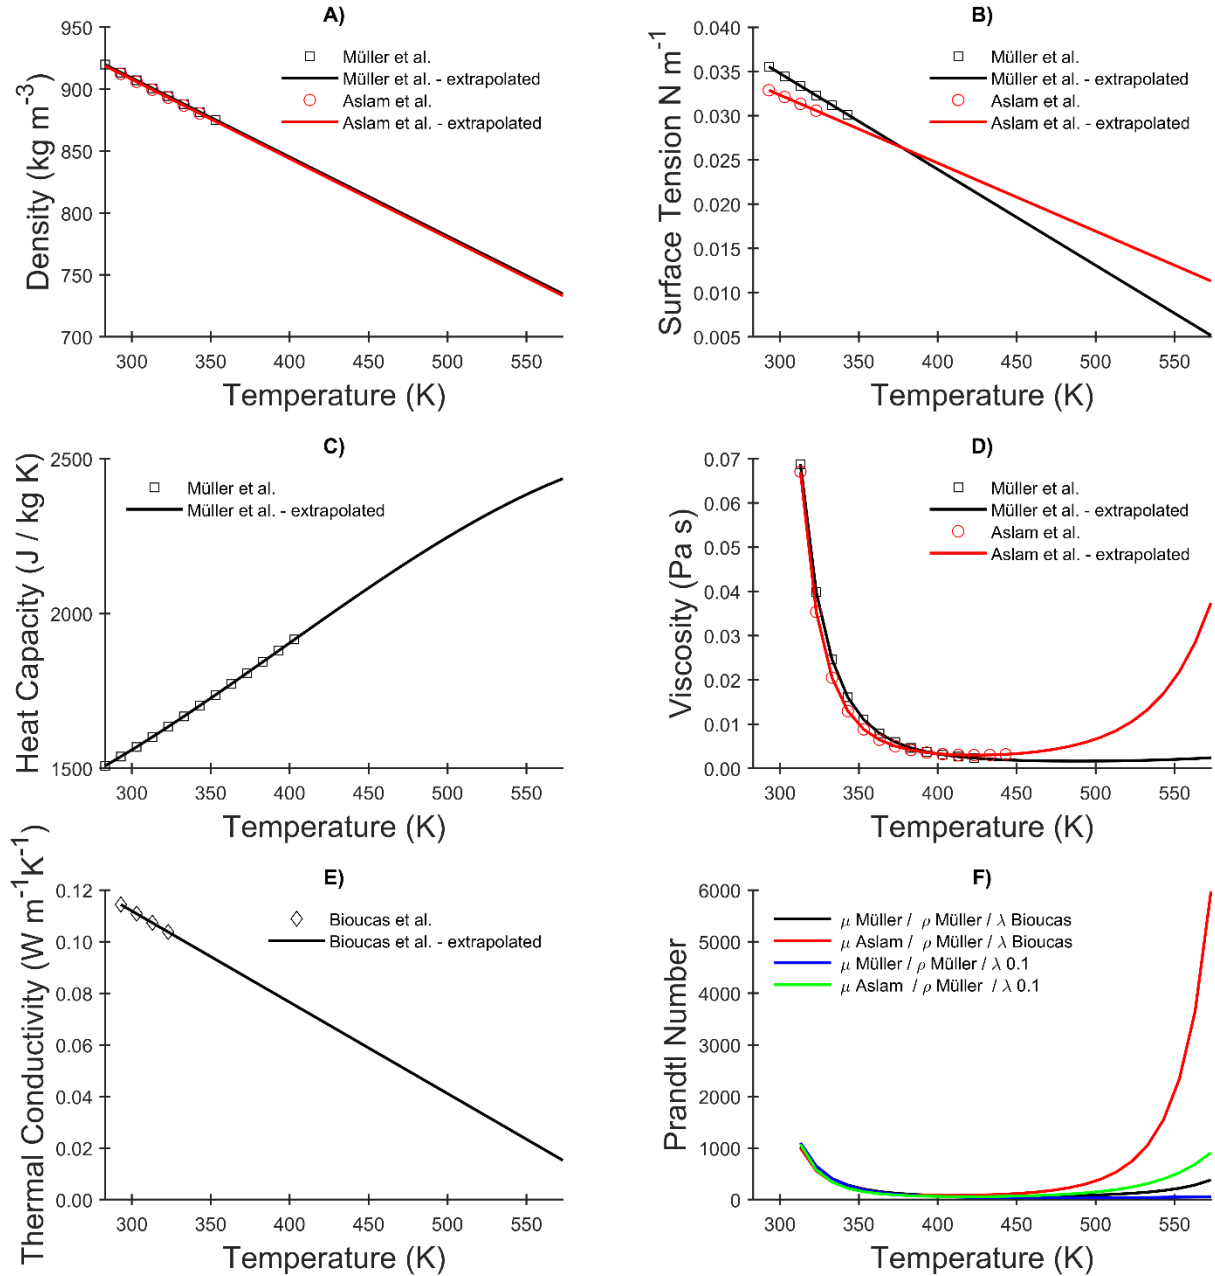 A)
Density (kg m⁻³)
950
900
850
800
750
700
Müller et al.
Müller et al. - extrapolated
Aslam et al.
Aslam et al. - extrapolated
300 350 400 450 500 550
Temperature (K)
B)
Surface Tension N m⁻¹
0.040
0.035
0.030
0.025
0.020
0.015
0.010
0.005
Müller et al.
Müller et al. - extrapolated
Aslam et al.
Aslam et al. - extrapolated
300 350 400 450 500 550
Temperature (K)
C)
Heat Capacity (J / kg K)
2500
2000
1500
Müller et al.
Müller et al. - extrapolated
300 350 400 450 500 550
Temperature (K)
D)
Viscosity (Pa s)
0.07
0.06
0.05
0.04
0.03
0.02
0.01
0.00
Müller et al.
Müller et al. - extrapolated
Aslam et al.
Aslam et al. - extrapolated
300 350 400 450 500 550
Temperature (K)
E)
Thermal Conductivity (W m⁻¹K⁻¹)
0.12
0.10
0.08
0.06
0.04
0.02
0.00
Bioucas et al.
Bioucas et al. - extrapolated
300 350 400 450 500 550
Temperature (K)
F)
Prandtl Number
6000
5000
4000
3000
2000
1000
0
μ Müller / ρ Müller / λ Bioucas
μ Aslam / ρ Müller / λ Bioucas
μ Müller / ρ Müller / λ 0.1
μ Aslam / ρ Müller / λ 0.1
300 350 400 450 500 550
Temperature (K)